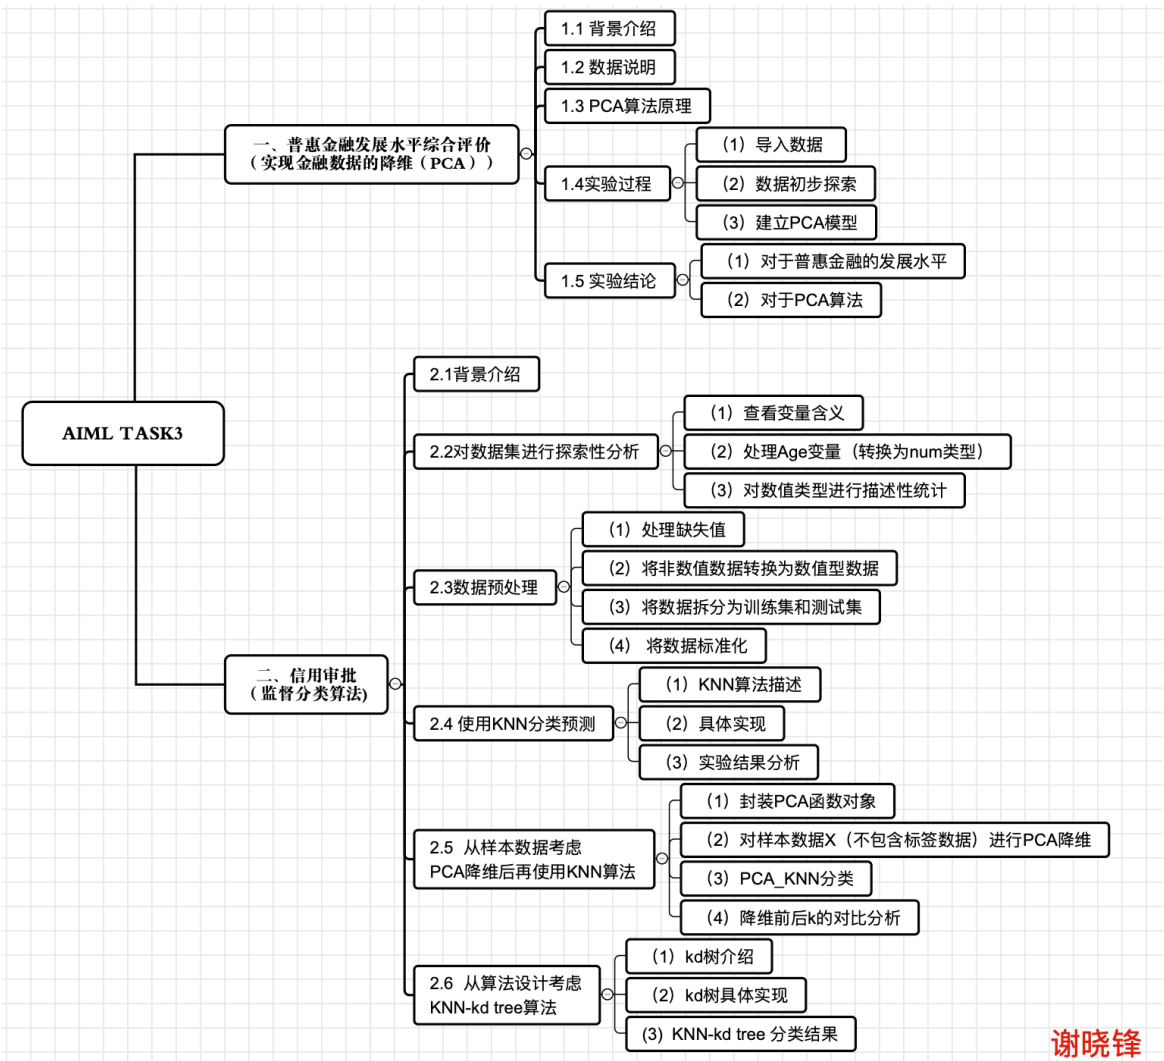 AIML TASK3
一、普惠金融发展水平综合评价
（实现金融数据的降维（PCA））
1.1 背景介绍
1.2 数据说明
1.3 PCA算法原理
1.4实验过程
（1）导入数据
（2）数据初步探索
（3）建立PCA模型
1.5 实验结论
（1）对于普惠金融的发展水平
（2）对于PCA算法
二、信用审批
（监督分类算法)
2.1背景介绍
2.2对数据集进行探索性分析
（1）查看变量含义
（2）处理Age变量（转换为num类型）
（3）对数值类型进行描述性统计
2.3数据预处理
（1）处理缺失值
（2）将非数值数据转换为数值型数据
（3）将数据拆分为训练集和测试集
（4） 将数据标准化
2.4 使用KNN分类预测
（1）KNN算法描述
（2）具体实现
（3）实验结果分析
2.5 从样本数据考虑
PCA降维后再使用KNN算法
（1）封装PCA函数对象
（2）对样本数据X（不包含标签数据）进行PCA降维
（3）PCA_KNN分类
（4）降维前后k的对比分析
2.6 从算法设计考虑
KNN-kd tree算法
（1）kd树介绍
（2）kd树具体实现
(3) KNN-kd tree 分类结果
谢晓锋